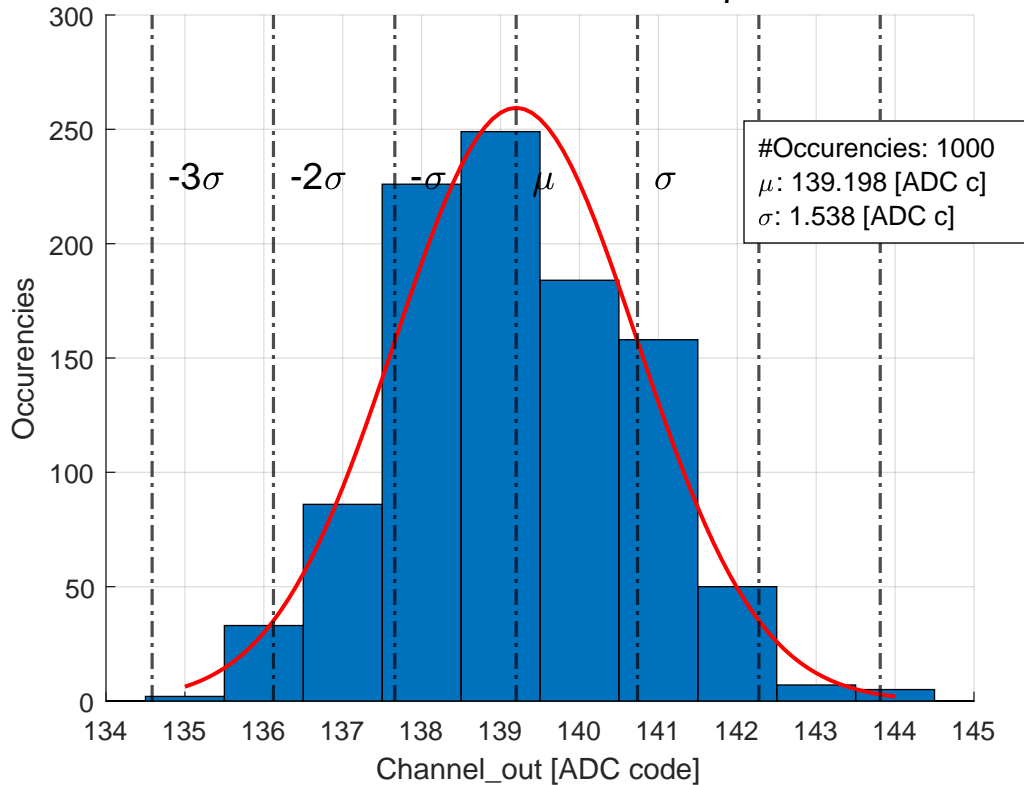 300
250
200
150
100
50
0
Occurencies
-3σ
-2σ
-σ
μ
σ
#Occurencies: 1000
μ: 139.198 [ADC c]
σ: 1.538 [ADC c]
134 135 136 137 138 139 140 141 142 143 144 145
Channel_out [ADC code]